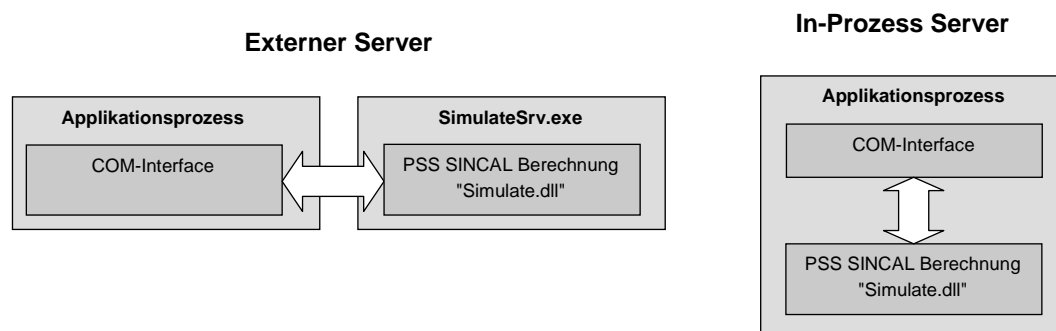 Externer Server
Applikationsprozess
COM-Interface
SimulateSrv.exe
PSS SINCAL Berechnung
"Simulate.dll"
In-Prozess Server
Applikationsprozess
COM-Interface
PSS SINCAL Berechnung
"Simulate.dll"